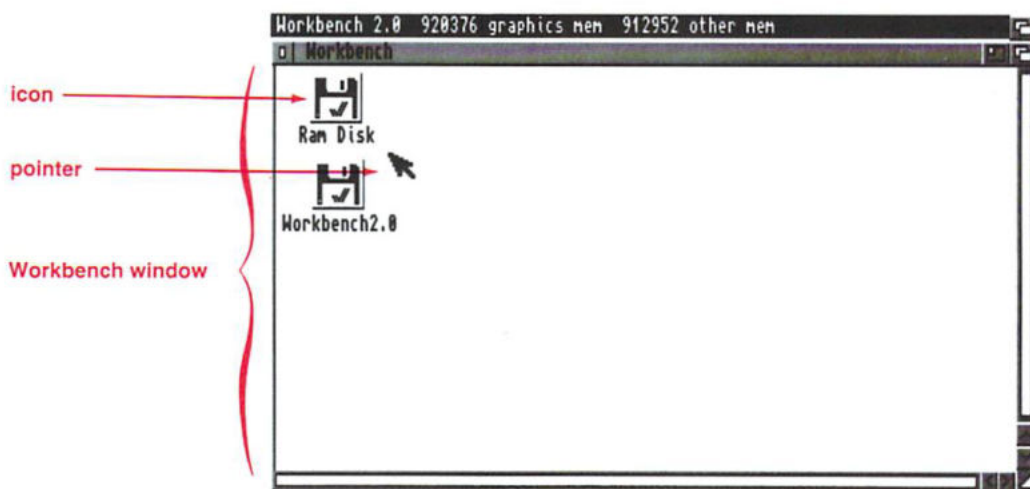 Workbench 2.0 920376 graphics mem 912952 other mem
Workbench
icon
Ram Disk
pointer
Workbench2.0
Workbench window